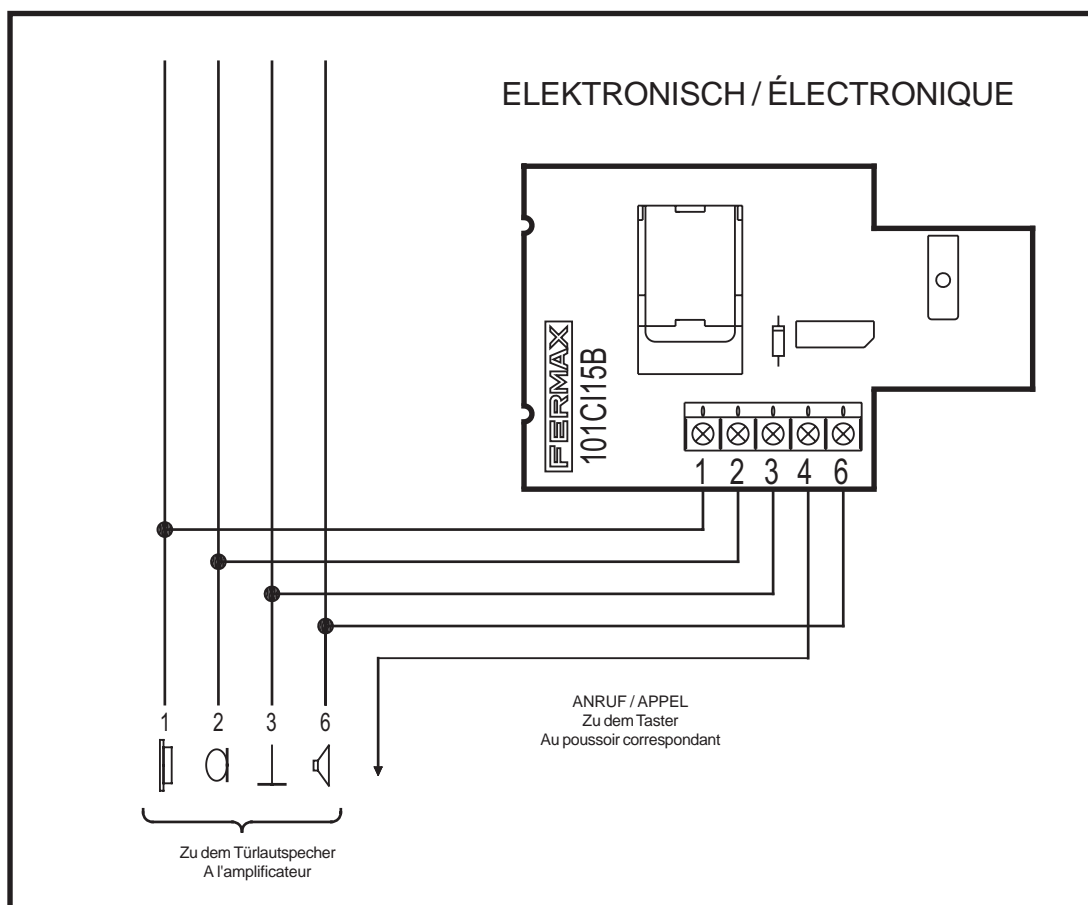 ELEKTRONISCH / ÉLECTRONIQUE
FERMAX
101CI15B
1 2 3 4 6
ANRUF / APPEL
Zu dem Taster
Au poussoir correspondant
1 2 3 6
Zu dem Türlautspecher
A l'amplificateur